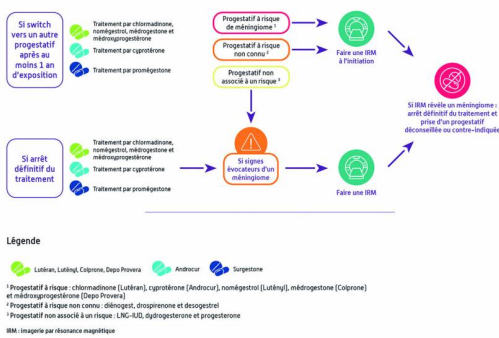 Si switch
vers un autre
progestatif
après au
moins 1 an
d'exposition
Traitement par chlormadinone,
nomégestrol, médrogestone et
médroxyprogestérone
Traitement par cyprotérone
Traitement par promégestone
Progestatif à risque
de méningiome ¹
Progestatif à risque
non connu ²
Progestatif non
associé à un risque ³
Faire une IRM
à l'initiation
Si IRM révèle un méningiome :
arrêt définitif du traitement et
prise d'un progestatif
déconseillée ou contre-indiquée
Si arrêt
définitif du
traitement
Traitement par chlormadinone,
nomégestrol, médrogestone et
médroxyprogestérone
Traitement par cyprotérone
Traitement par promégestone
Si signes
évocateurs d'un
méningiome
Faire une IRM
Légende
Lutéran, Lutényl, Colprone, Depo Provera
Androcur
Surgestone
¹ Progestatif à risque : chlormadinone (Lutéran), cyprotérone (Androcur), nomégestrol (Lutényl), médrogestone (Colprone)
et médroxyprogestérone (Depo Provera)
² Progestatif à risque non connu : diénogest, drospirenone et desogestrel
³ Progestatif non associé à un risque : LNG-IUD, dydrogesterone et progesterone
IRM : imagerie par résonance magnétique